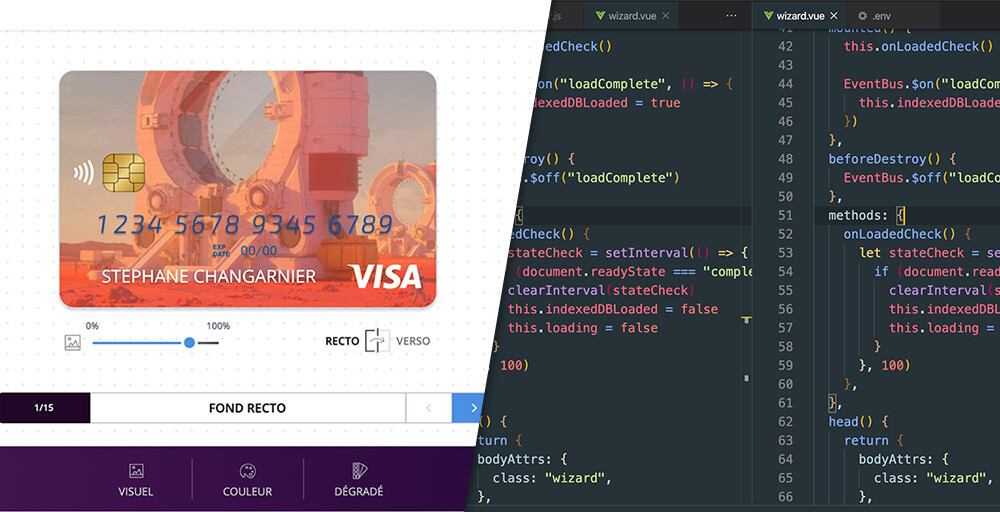 1234 5678 9345 6789
EXP
DATE 00/00
STEPHANE CHANGARNIER
VISA
0% 100%
RECTO VERSO
1/15 FOND RECTO
VISUEL COULEUR DÉGRADÉ
.js wizard.vue × ···
edCheck()
on("loadComplete", () => {
dexedDBLoaded = true
roy() {
.$off("loadComplete")
{
edCheck() {
stateCheck = setInterval(() => {
(document.readyState === "comple
clearInterval(stateCheck)
this.indexedDBLoaded = false
this.loading = false
}
100)
() {
turn {
bodyAttrs: {
class: "wizard",
},
wizard.vue × .env
41 mounted() {
42 this.onLoadedCheck()
43
44 EventBus.$on("loadCom
45 this.indexedDBLoade
46 })
47 },
48 beforeDestroy() {
49 EventBus.$off("loadCo
50 },
51 methods: {
52 onLoadedCheck() {
53 let stateCheck = se
54 if (document.read
55 clearInterval(s
56 this.indexedDBL
57 this.loading =
58 }
59 }, 100)
60 },
61 },
62 head() {
63 return {
64 bodyAttrs: {
65 class: "wizard",
66 },